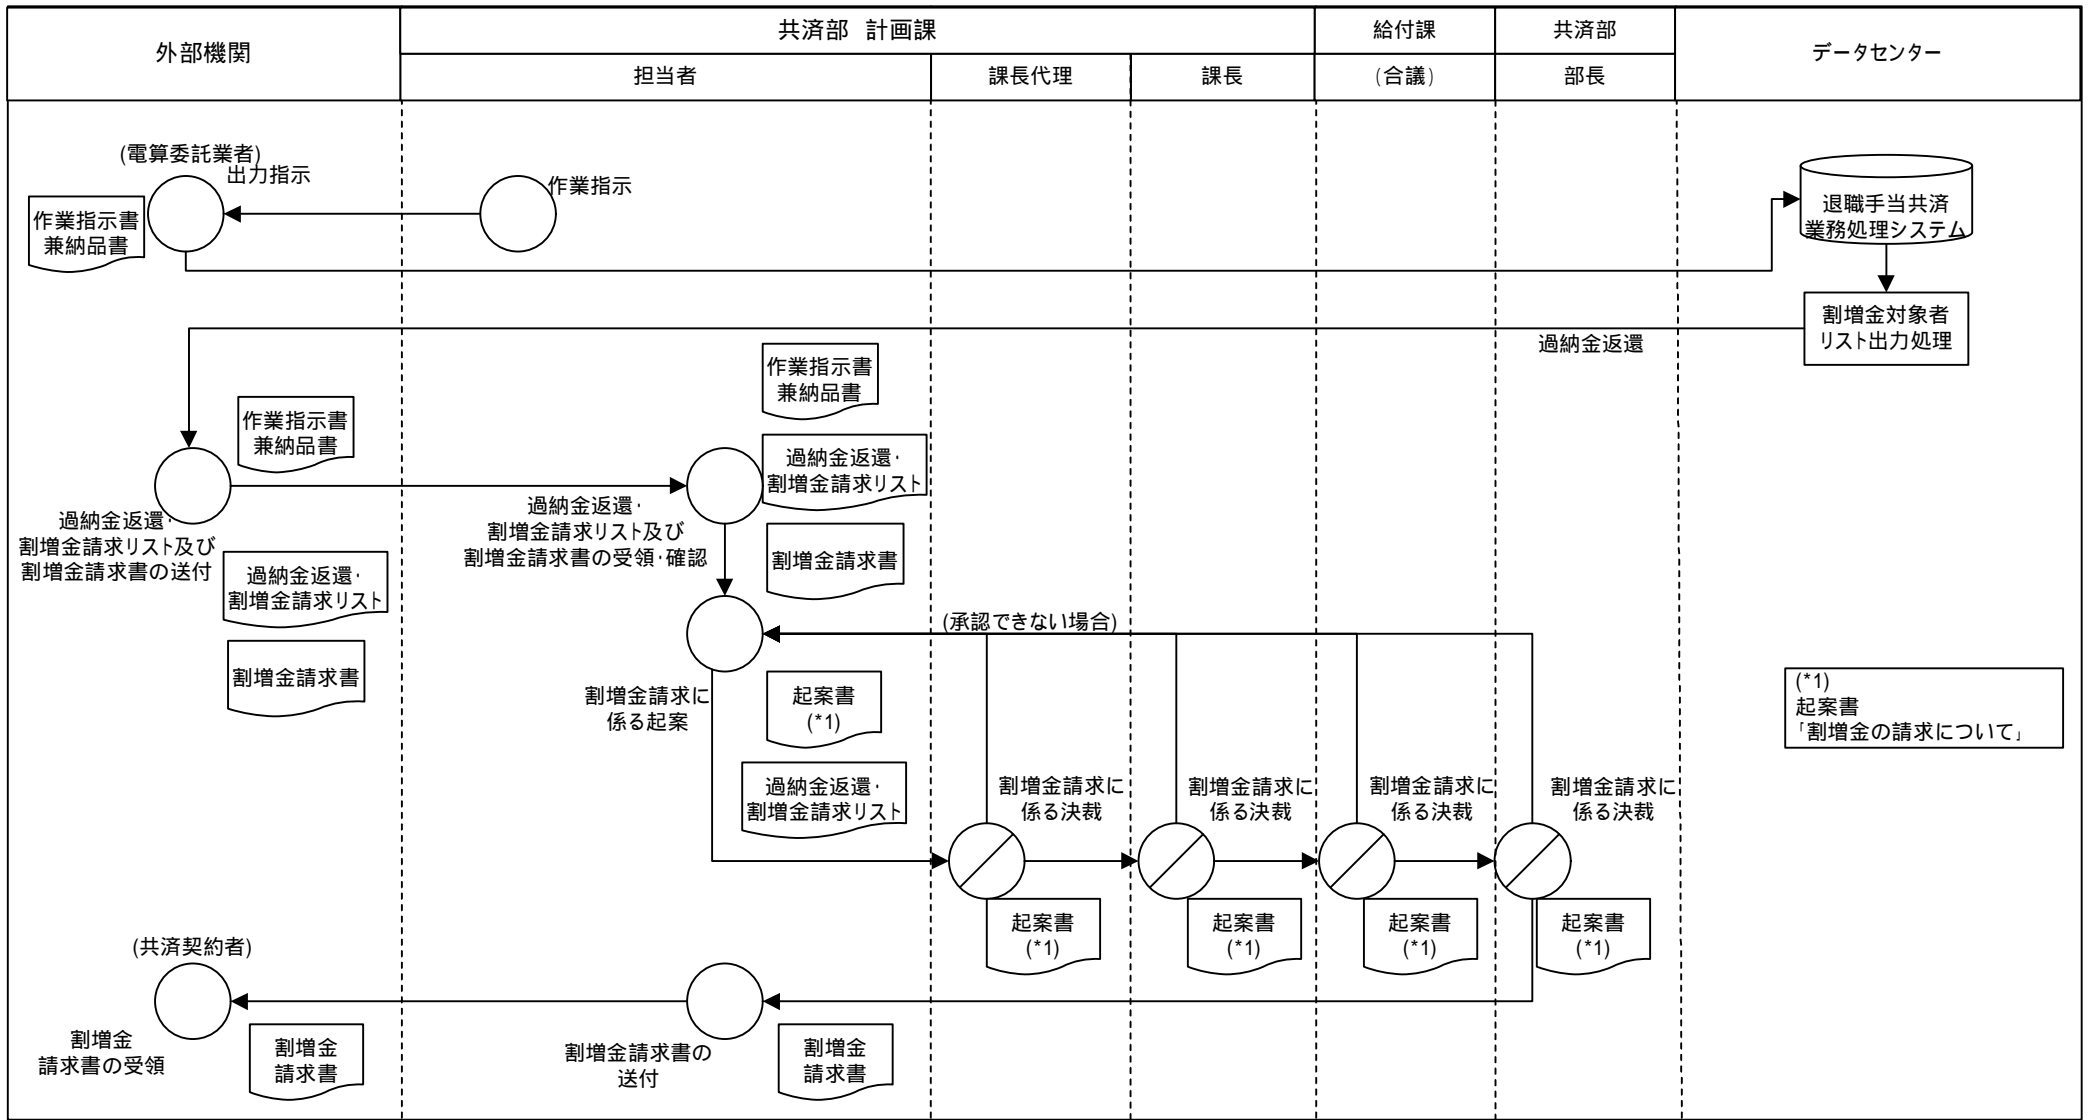 外部機関
共済部 計画課
給付課
共済部
データセンター
担当者
課長代理
課長
(合議)
部長
(電算委託業者)
出力指示
作業指示
作業指示書
兼納品書
退職手当共済
業務処理システム
割増金対象者
リスト出力処理
過納金返還
作業指示書
兼納品書
作業指示書
兼納品書
過納金返還・
割増金請求リスト
過納金返還・
割増金請求リスト及び
割増金請求書の送付
過納金返還・
割増金請求リスト及び
割増金請求書の受領・確認
割増金請求書
過納金返還・
割増金請求リスト
割増金請求書
(承認できない場合)
割増金請求に
係る起案
起案書
(*1)
(*1)
起案書
「割増金の請求について」
過納金返還・
割増金請求リスト
割増金請求に
係る決裁
割増金請求に
係る決裁
割増金請求に
係る決裁
割増金請求に
係る決裁
起案書
(*1)
起案書
(*1)
起案書
(*1)
起案書
(*1)
(共済契約者)
割増金
請求書の受領
割増金
請求書
割増金請求書の
送付
割増金
請求書